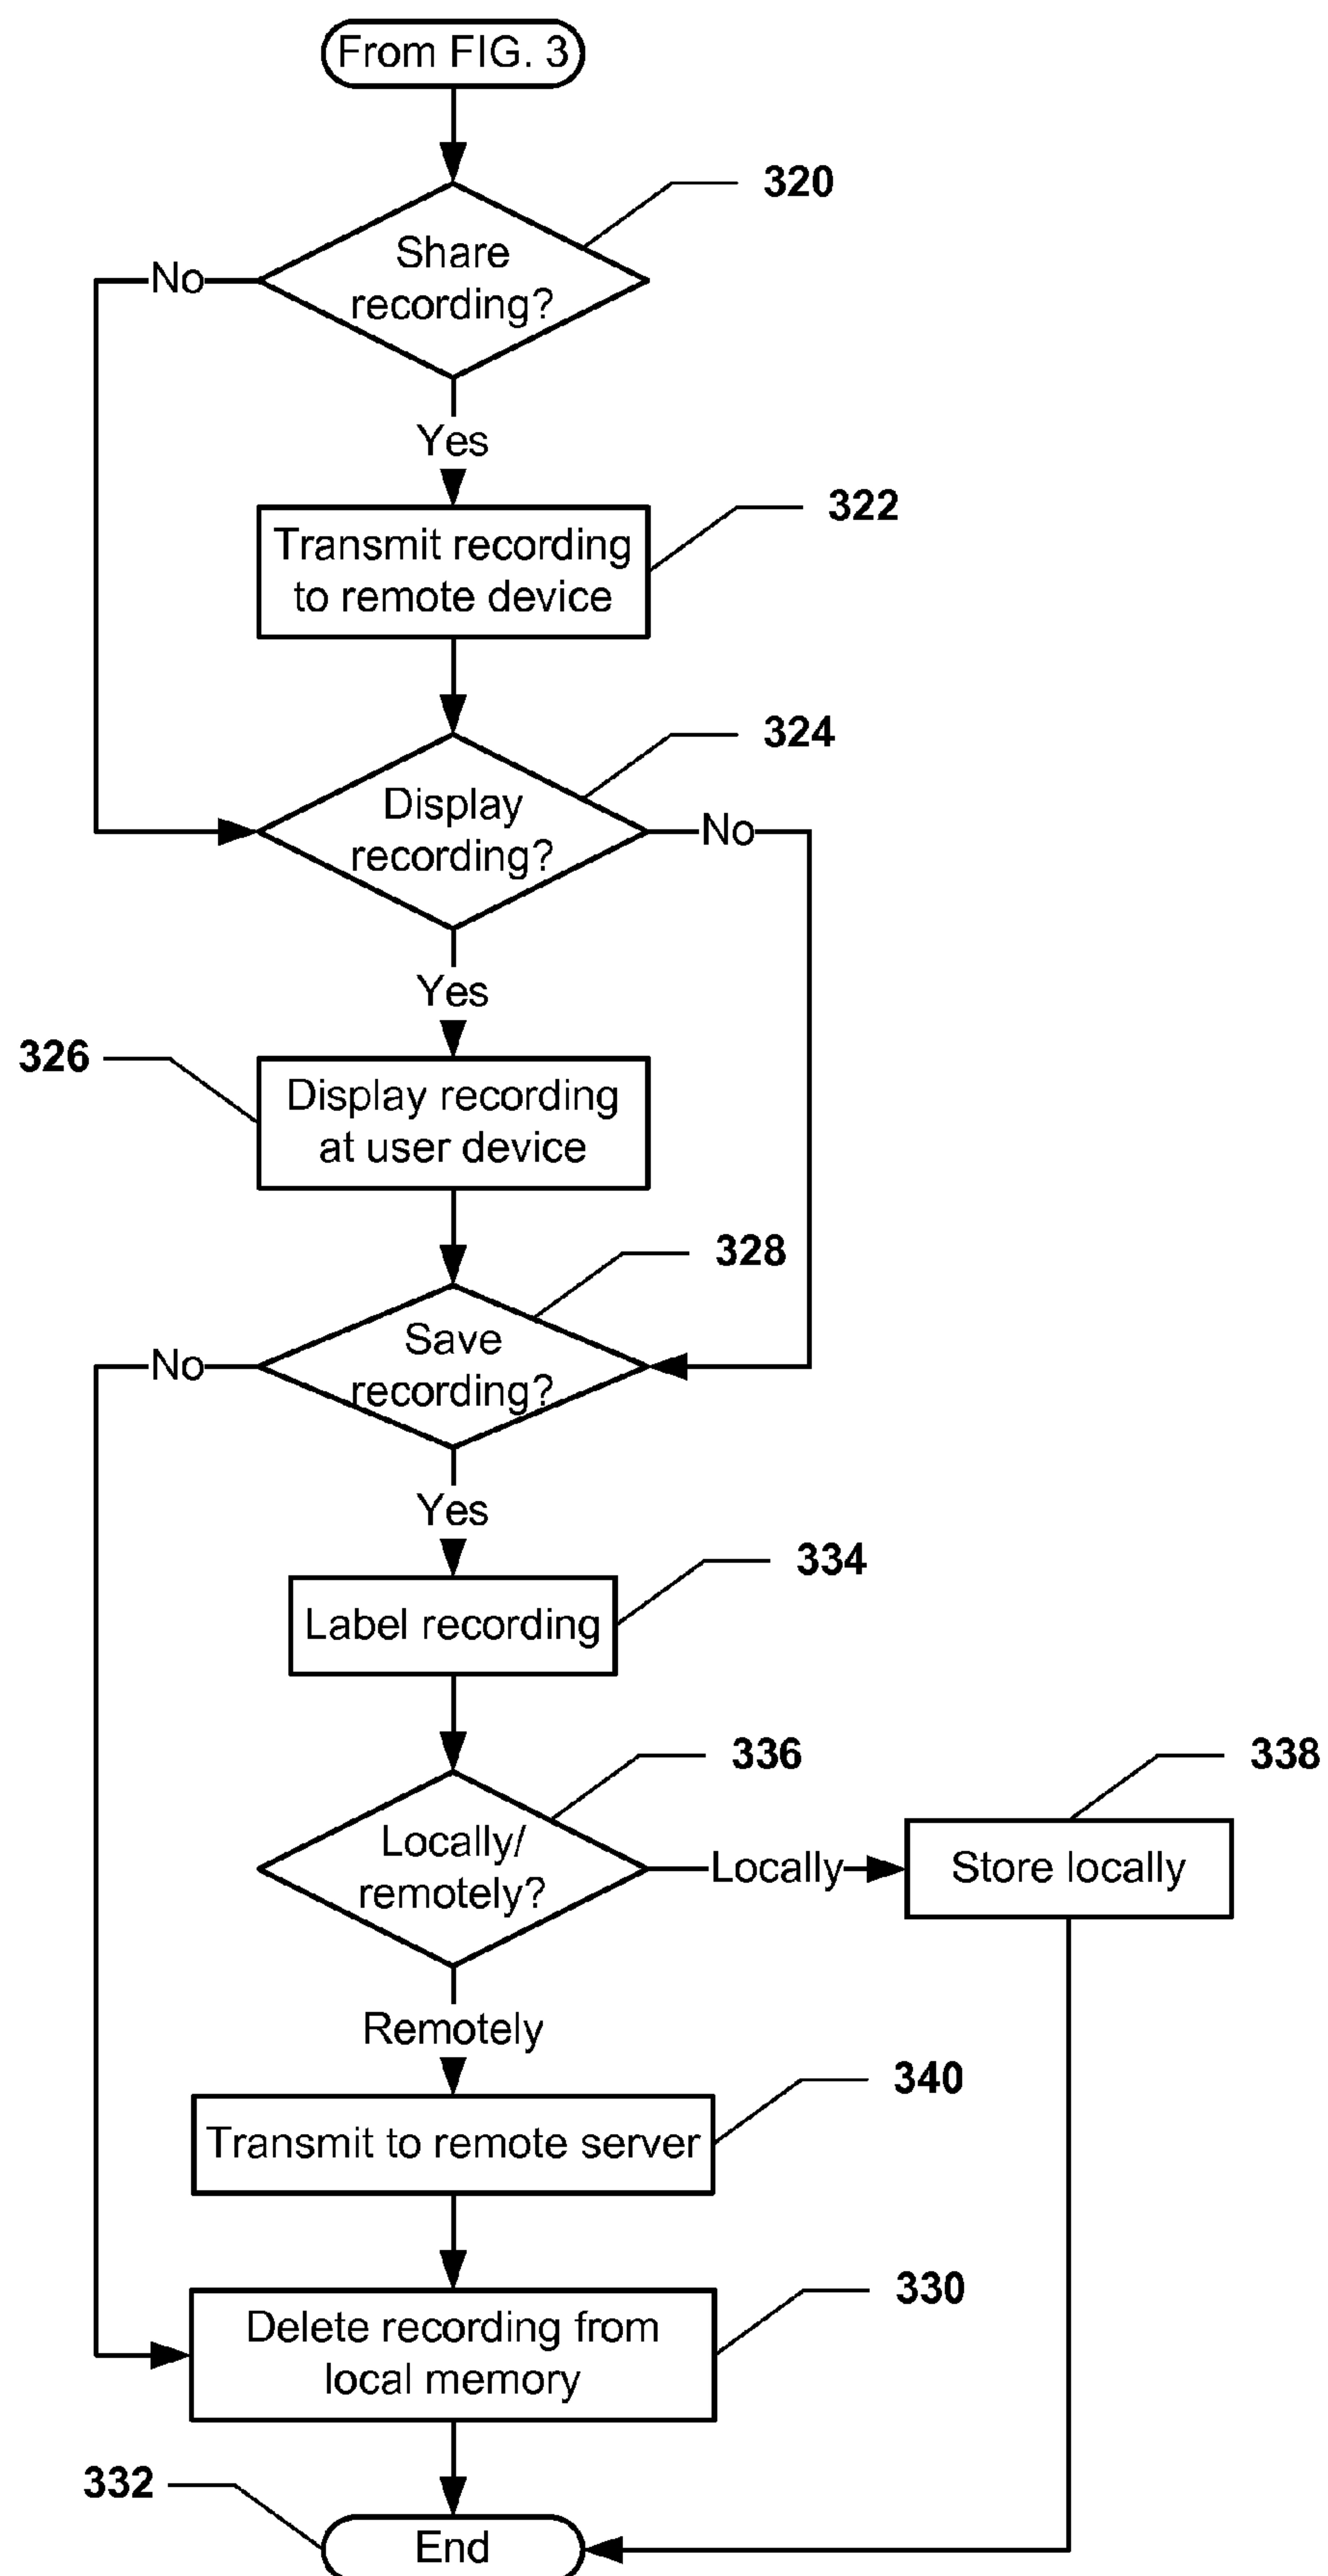 From FIG. 3
320
Share
recording?
No
Yes
322
Transmit recording
to remote device
324
Display
recording?
No
Yes
326
Display recording
at user device
328
Save
recording?
No
Yes
334
Label recording
336
338
Locally/
remotely?
Locally
Store locally
Remotely
340
Transmit to remote server
330
Delete recording from
local memory
332
End